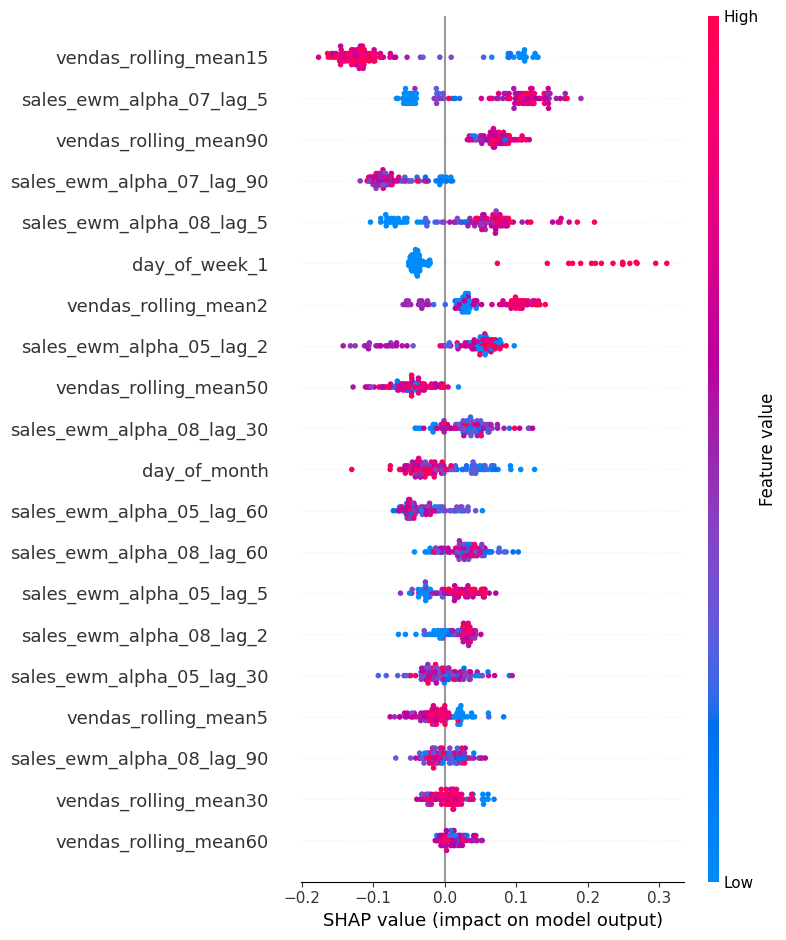 High
vendas_rolling_mean15
sales_ewm_alpha_07_lag_5
vendas_rolling_mean90
sales_ewm_alpha_07_lag_90
sales_ewm_alpha_08_lag_5
day_of_week_1
vendas_rolling_mean2
sales_ewm_alpha_05_lag_2
vendas_rolling_mean50
sales_ewm_alpha_08_lag_30
day_of_month
sales_ewm_alpha_05_lag_60
sales_ewm_alpha_08_lag_60
sales_ewm_alpha_05_lag_5
sales_ewm_alpha_08_lag_2
sales_ewm_alpha_05_lag_30
vendas_rolling_mean5
sales_ewm_alpha_08_lag_90
vendas_rolling_mean30
vendas_rolling_mean60
Feature value
Low
−0.2 −0.1 0.0 0.1 0.2 0.3
SHAP value (impact on model output)